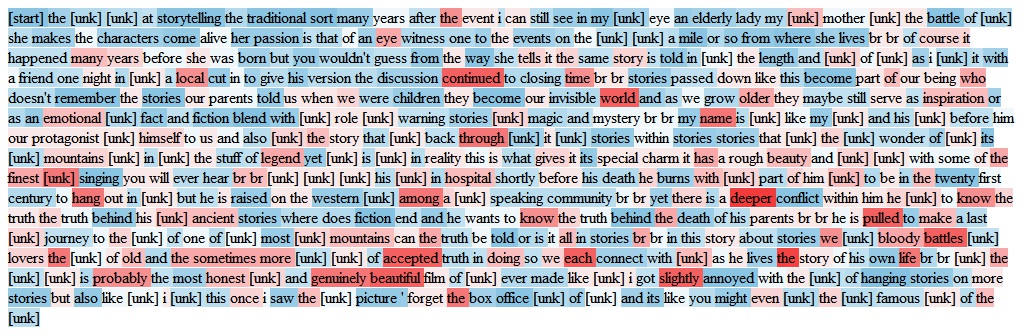 [start] the [unk] [unk] at storytelling the traditional sort many years after the event i can still see in my [unk] eye an elderly lady my [unk] mother [unk] the battle of [unk]
she makes the characters come alive her passion is that of an eye witness one to the events on the [unk] [unk] a mile or so from where she lives br br of course it
happened many years before she was born but you wouldn't guess from the way she tells it the same story is told in [unk] the length and [unk] of [unk] as i [unk] it with
a friend one night in [unk] a local cut in to give his version the discussion continued to closing time br br stories passed down like this become part of our being who
doesn't remember the stories our parents told us when we were children they become our invisible world and as we grow older they maybe still serve as inspiration or
as an emotional [unk] fact and fiction blend with [unk] role [unk] warning stories [unk] magic and mystery br br my name is [unk] like my [unk] and his [unk] before him
our protagonist [unk] himself to us and also [unk] the story that [unk] back through [unk] it [unk] stories within stories stories that [unk] the [unk] wonder of [unk] its
[unk] mountains [unk] in [unk] the stuff of legend yet [unk] is [unk] in reality this is what gives it its special charm it has a rough beauty and [unk] [unk] with some of the
finest [unk] singing you will ever hear br br [unk] [unk] [unk] his [unk] in hospital shortly before his death he burns with [unk] part of him [unk] to be in the twenty first
century to hang out in [unk] but he is raised on the western [unk] among a [unk] speaking community br br yet there is a deeper conflict within him he [unk] to know the
truth the truth behind his [unk] ancient stories where does fiction end and he wants to know the truth behind the death of his parents br br he is pulled to make a last
[unk] journey to the [unk] of one of [unk] most [unk] mountains can the truth be told or is it all in stories br br in this story about stories we [unk] bloody battles [unk]
lovers the [unk] of old and the sometimes more [unk] [unk] of accepted truth in doing so we each connect with [unk] as he lives the story of his own life br br [unk] the
[unk] [unk] is probably the most honest [unk] and genuinely beautiful film of [unk] ever made like [unk] i got slightly annoyed with the [unk] of hanging stories on more
stories but also like [unk] i [unk] this once i saw the [unk] picture ' forget the box office [unk] of [unk] and its like you might even [unk] the [unk] famous [unk] of the
[unk]